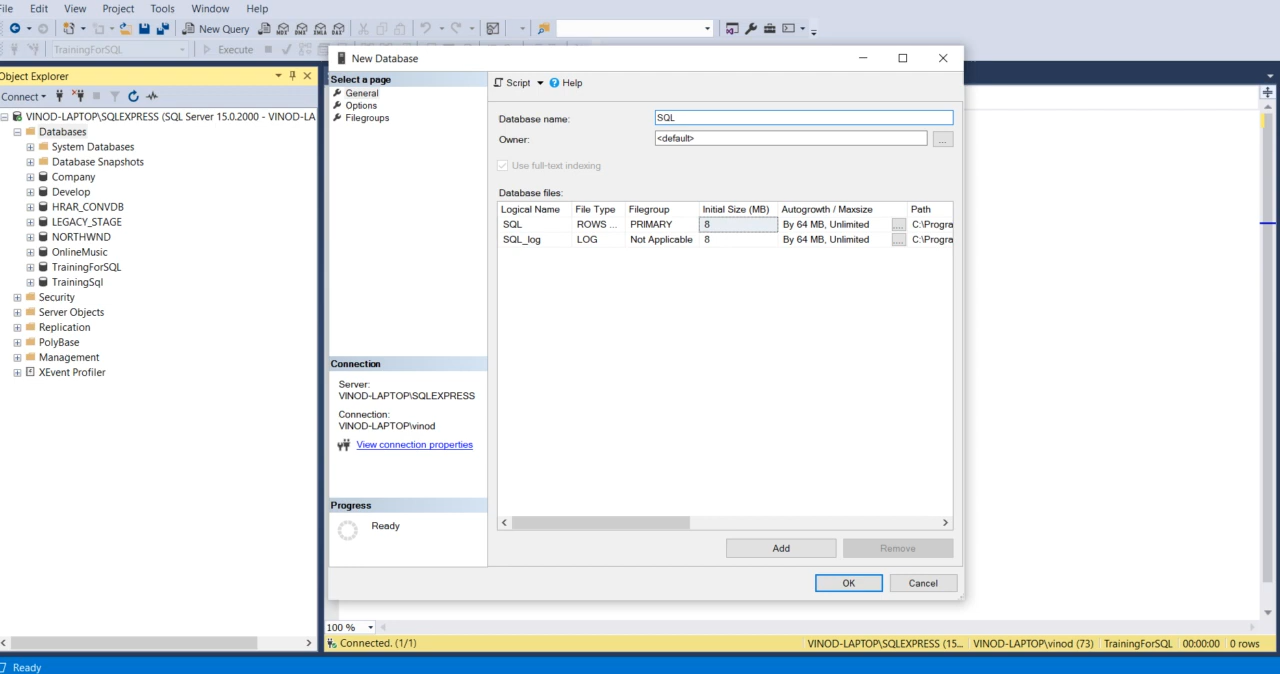 File Edit View Project Tools Window Help
New Query MDX DMX XMLA DAX
TrainingForSQL Execute
Object Explorer
Connect
VINOD-LAPTOP\SQLEXPRESS (SQL Server 15.0.2000 - VINOD-LA
Databases
System Databases
Database Snapshots
Company
Develop
HRAR_CONVDB
LEGACY_STAGE
NORTHWND
OnlineMusic
TrainingForSQL
TrainingSql
Security
Server Objects
Replication
PolyBase
Management
XEvent Profiler
New Database
Select a page
General
Options
Filegroups
Connection
Server:
VINOD-LAPTOP\SQLEXPRESS
Connection:
VINOD-LAPTOP\vinod
View connection properties
Progress
Ready
Script Help
Database name: SQL
Owner: <default> ...
Use full-text indexing
Database files:
Logical Name File Type Filegroup Initial Size (MB) Autogrowth / Maxsize Path
SQL ROWS ... PRIMARY 8 By 64 MB, Unlimited ... C:\Progra
SQL_log LOG Not Applicable 8 By 64 MB, Unlimited ... C:\Progra
Add Remove
OK Cancel
100 %
Connected. (1/1) VINOD-LAPTOP\SQLEXPRESS (15... VINOD-LAPTOP\vinod (73) TrainingForSQL 00:00:00 0 rows
Ready